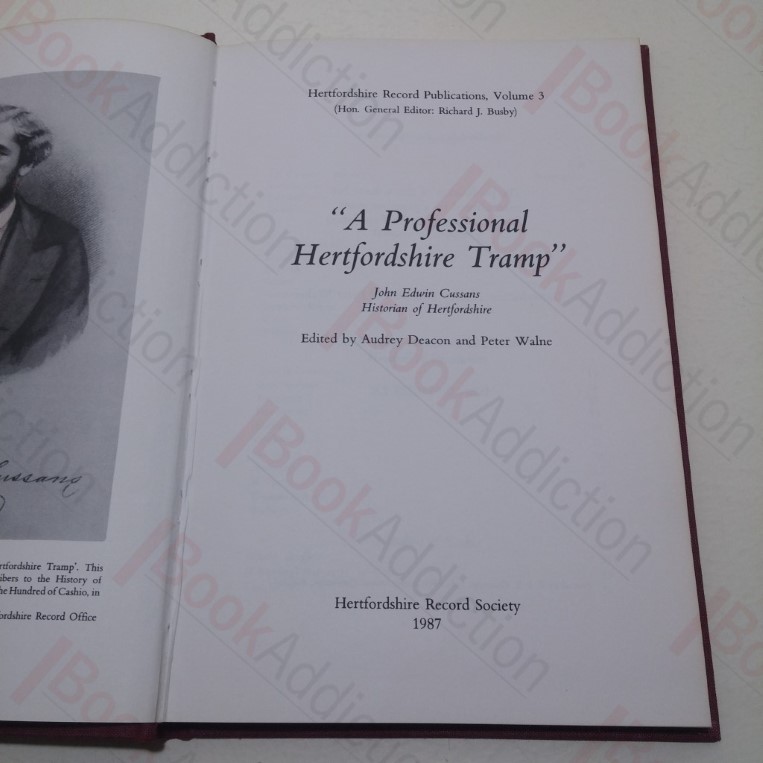 ussans
rtfordshire Tramp'. This
ibers to the History of
he Hundred of Cashio, in
ordshire Record Office
Hertfordshire Record Publications, Volume 3
(Hon. General Editor: Richard J. Busby)
"A Professional
Hertfordshire Tramp"
John Edwin Cussans
Historian of Hertfordshire
Edited by Audrey Deacon and Peter Walne
Hertfordshire Record Society
1987
BookAddiction